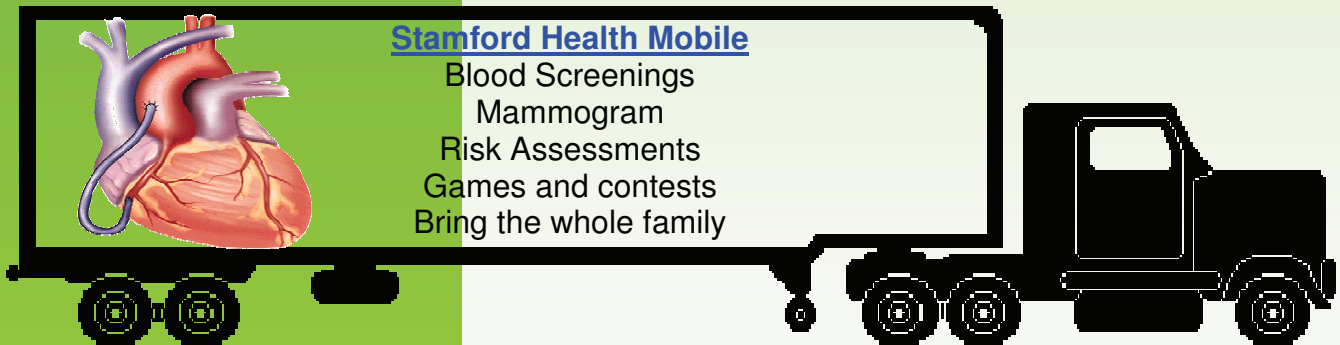 Stamford Health Mobile
Blood Screenings
Mammogram
Risk Assessments
Games and contests
Bring the whole family